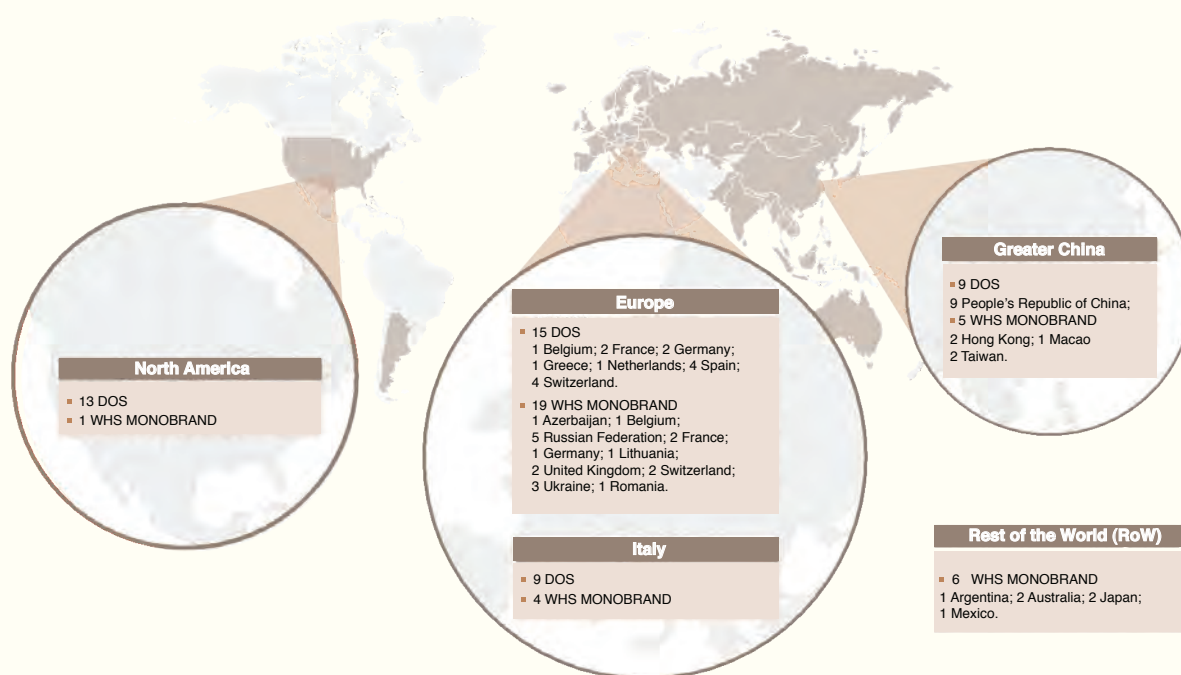 North America
13 DOS
1 WHS MONOBRAND
Europe
15 DOS
1 Belgium; 2 France; 2 Germany;
1 Greece; 1 Netherlands; 4 Spain;
4 Switzerland.
19 WHS MONOBRAND
1 Azerbaijan; 1 Belgium;
5 Russian Federation; 2 France;
1 Germany; 1 Lithuania;
2 United Kingdom; 2 Switzerland;
3 Ukraine; 1 Romania.
Italy
9 DOS
4 WHS MONOBRAND
Greater China
9 DOS
9 People's Republic of China;
5 WHS MONOBRAND
2 Hong Kong; 1 Macao
2 Taiwan.
Rest of the World (RoW)
6 WHS MONOBRAND
1 Argentina; 2 Australia; 2 Japan;
1 Mexico.